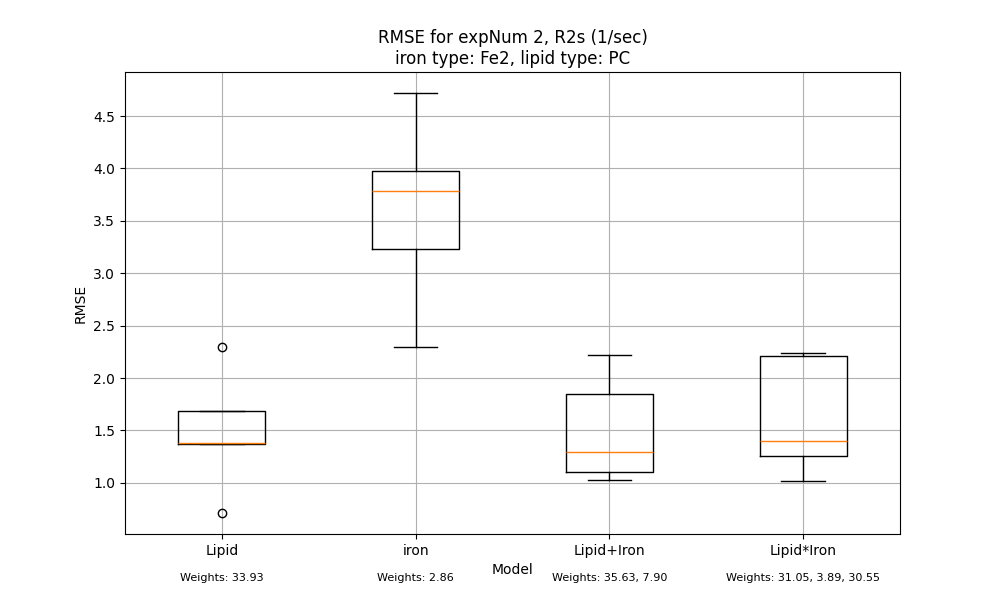 RMSE for expNum 2, R2s (1/sec)
iron type: Fe2, lipid type: PC
RMSE
4.5
4.0
3.5
3.0
2.5
2.0
1.5
1.0
Lipid iron Lipid+Iron Lipid*Iron
Model
Weights: 33.93 Weights: 2.86 Weights: 35.63, 7.90 Weights: 31.05, 3.89, 30.55